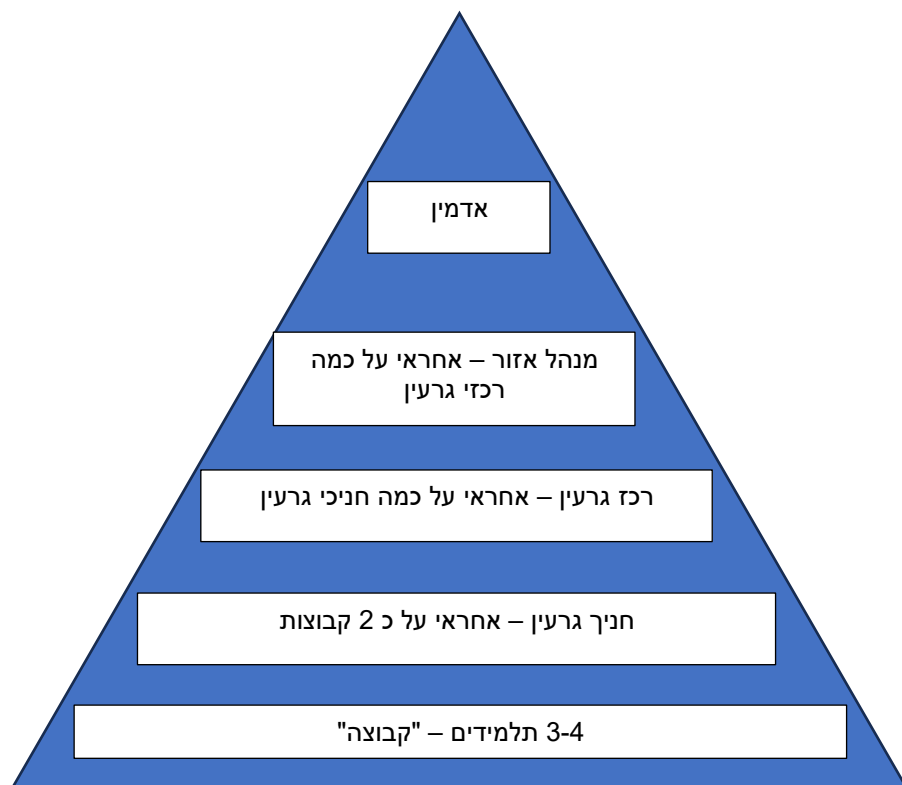 אדמין
מנהל אזור – אחראי על כמה
רכזי גרעין
רכז גרעין – אחראי על כמה חניכי גרעין
חניך גרעין – אחראי על כ 2 קבוצות
3-4 תלמידים – "קבוצה"